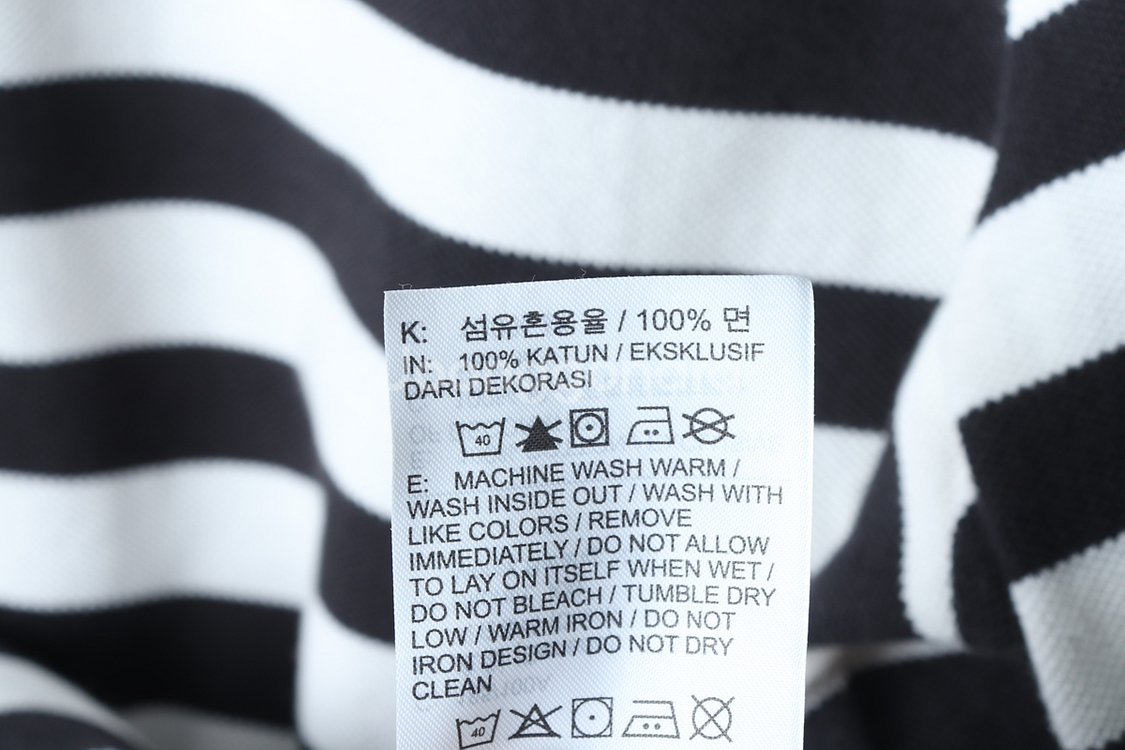 K: 섬유혼용율 / 100% 면
IN: 100% KATUN / EKSKLUSIF
DARI DEKORASI
40
E: MACHINE WASH WARM /
WASH INSIDE OUT / WASH WITH
LIKE COLORS / REMOVE
IMMEDIATELY / DO NOT ALLOW
TO LAY ON ITSELF WHEN WET /
DO NOT BLEACH / TUMBLE DRY
LOW / WARM IRON / DO NOT
IRON DESIGN / DO NOT DRY
CLEAN
40